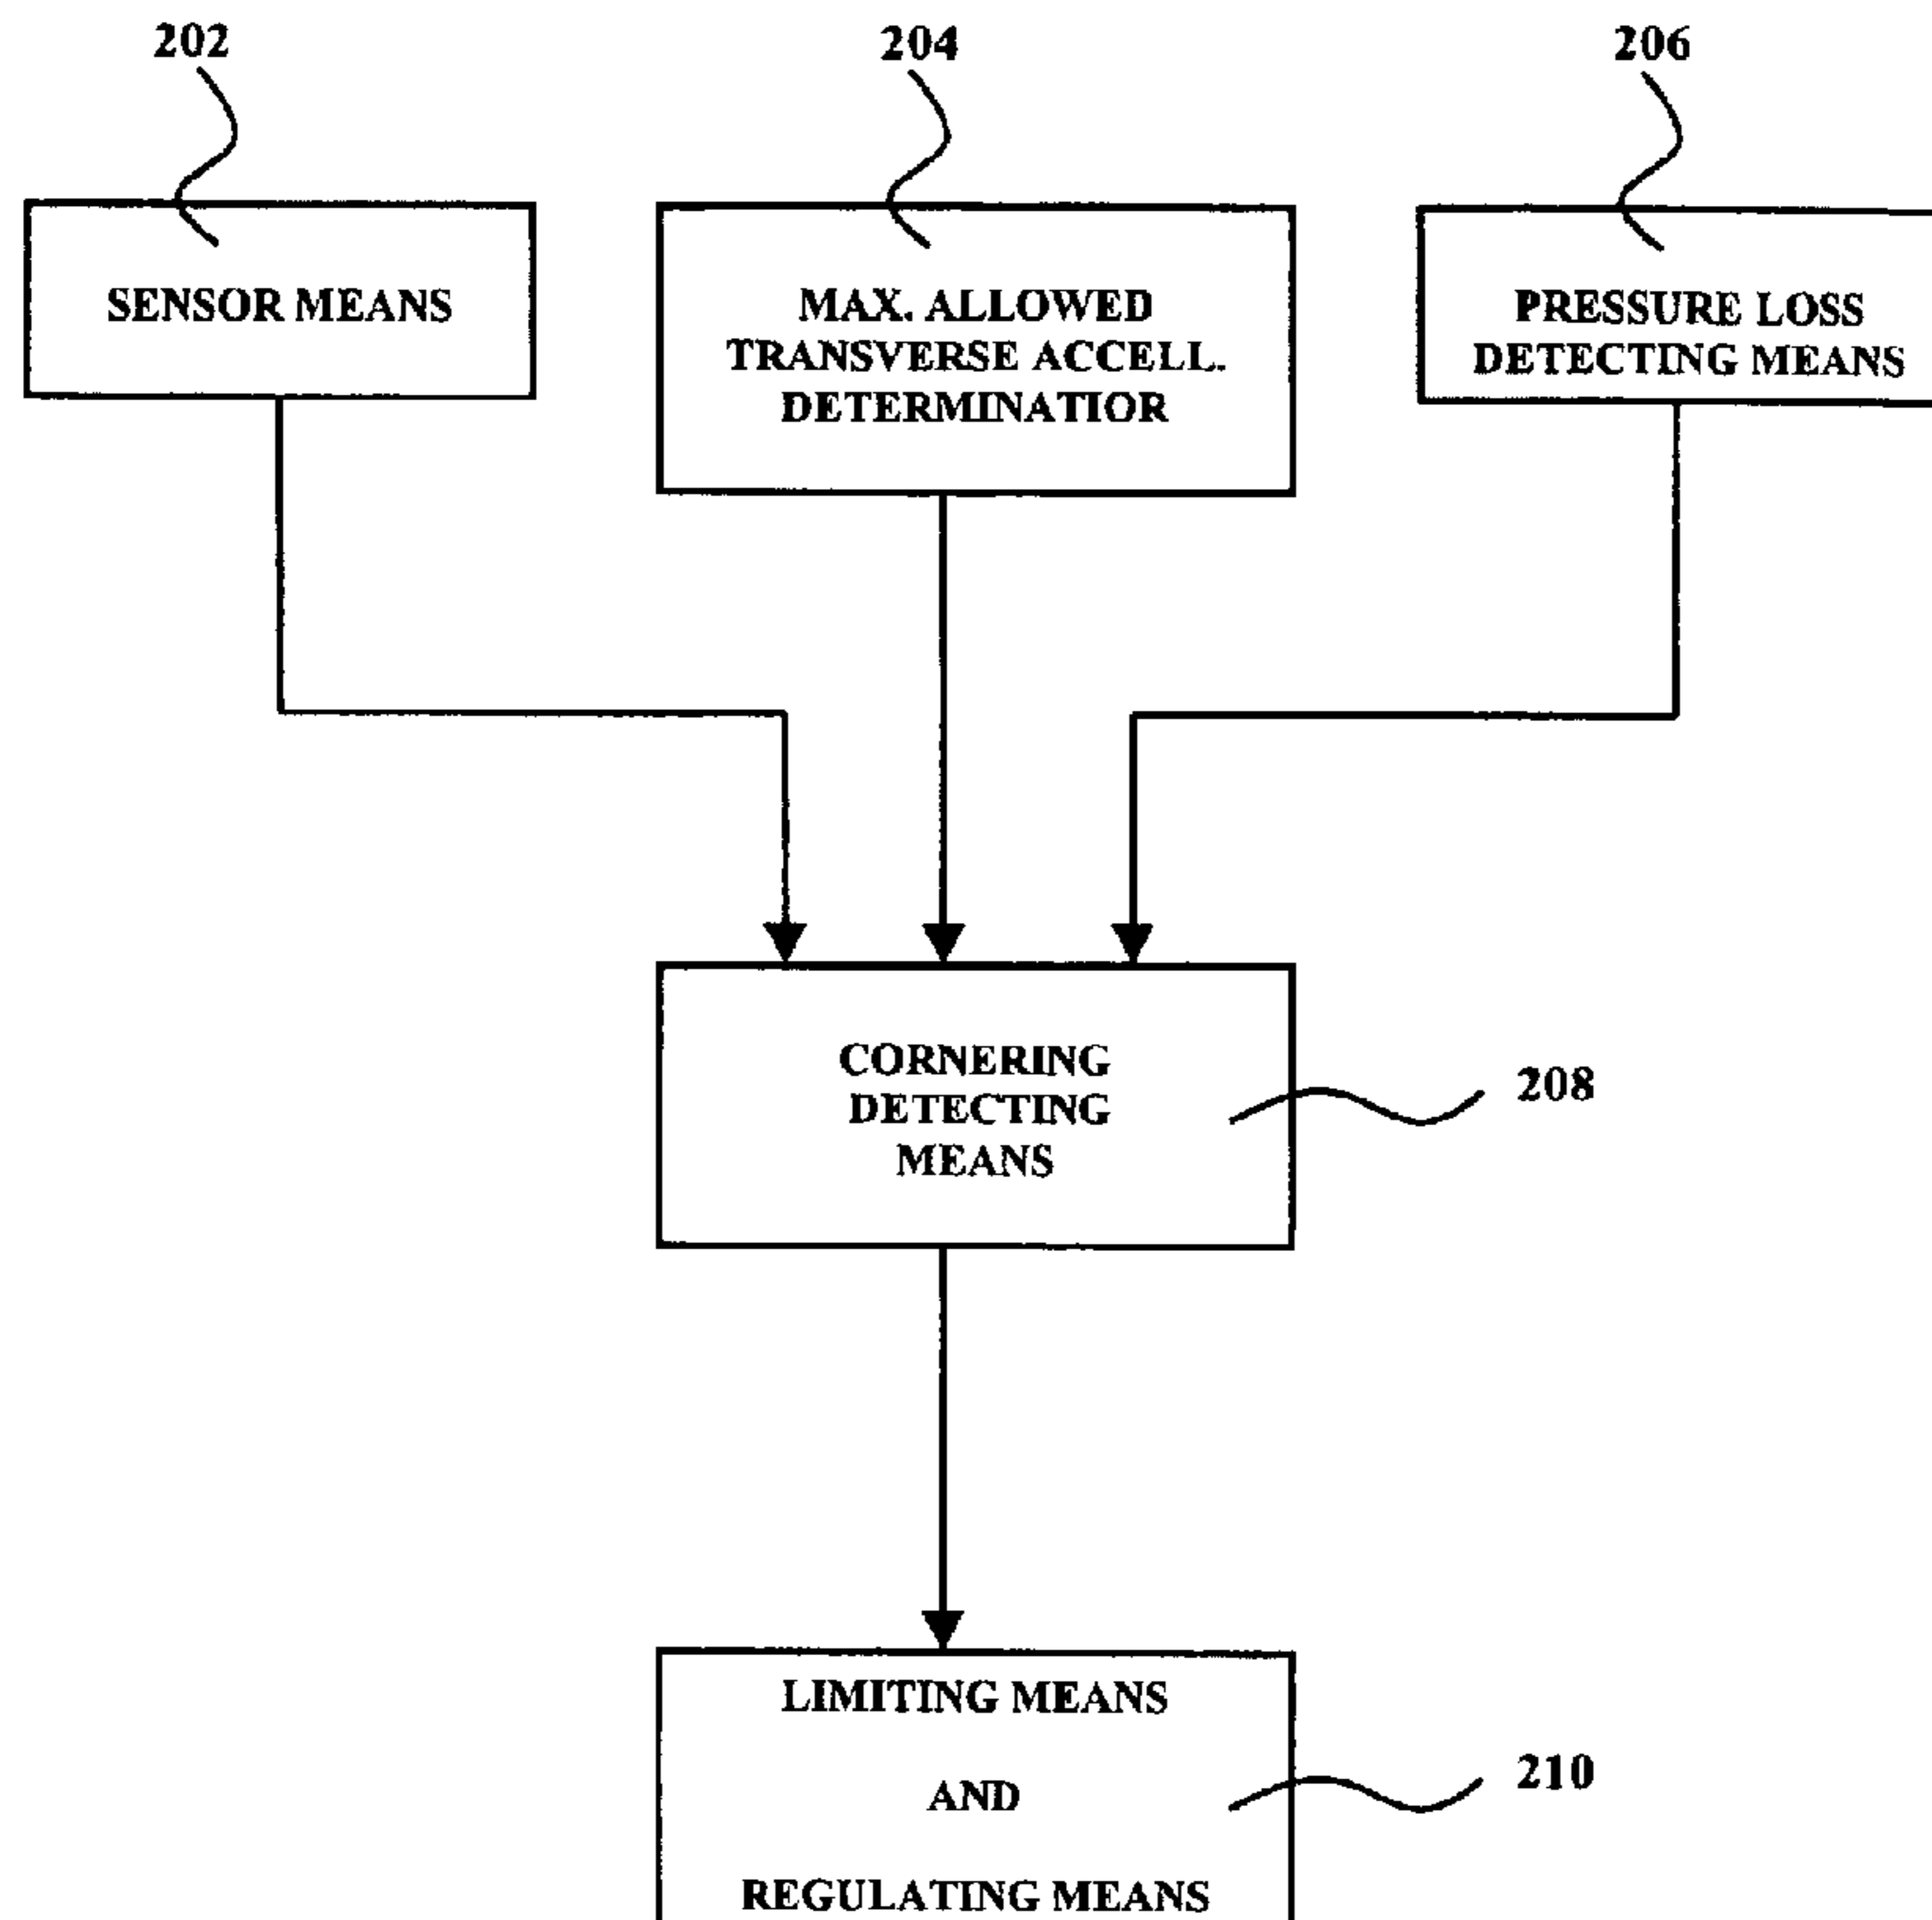 202
204
206
SENSOR MEANS
MAX. ALLOWED
TRANSVERSE ACCELL.
DETERMINATIOR
PRESSURE LOSS
DETECTING MEANS
CORNERING
DETECTING
MEANS
208
LIMITING MEANS
AND
REGULATING MEANS
210